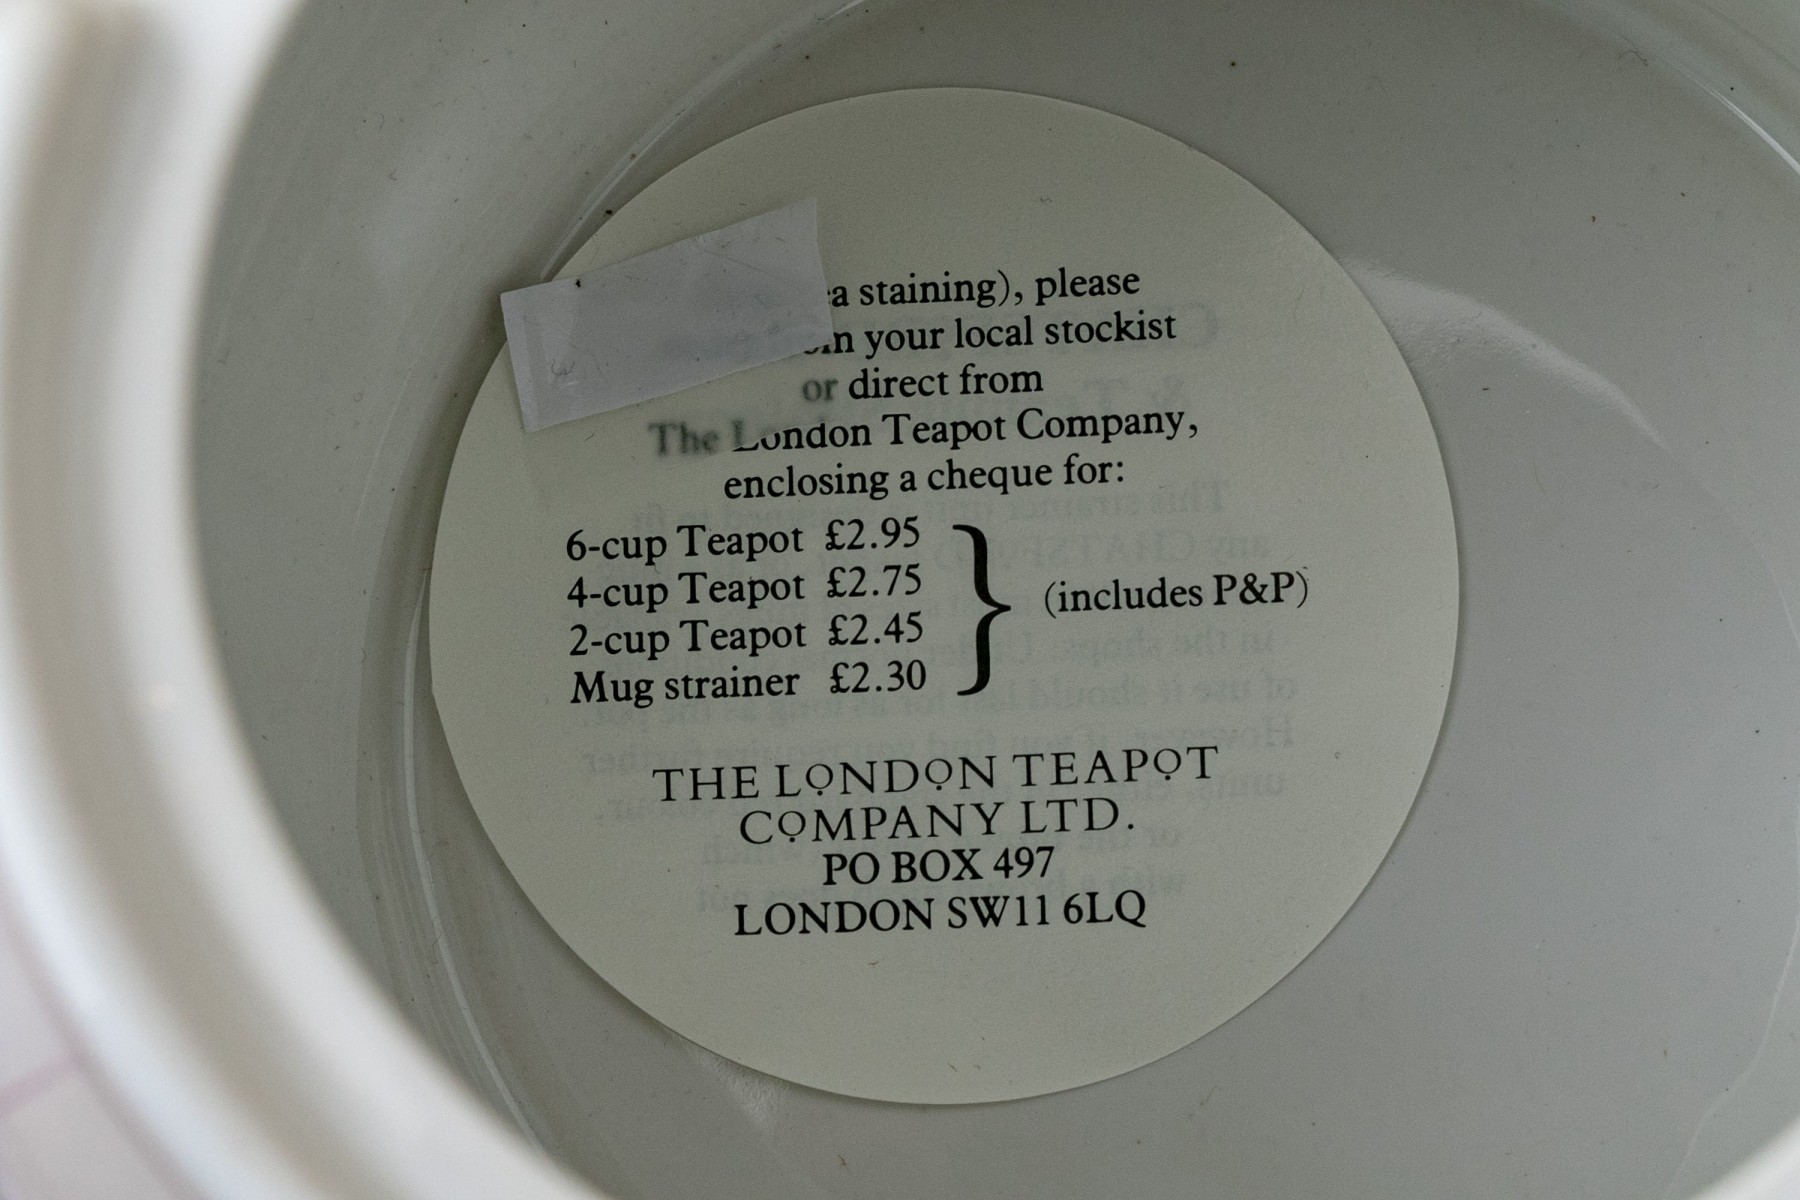 a staining), please
your local stockist
or direct from
The London Teapot Company,
enclosing a cheque for:
6-cup Teapot £2.95
4-cup Teapot £2.75
2-cup Teapot £2.45
Mug strainer £2.30
(includes P&P)
THE LONDON TEAPOT
COMPANY LTD.
PO BOX 497
LONDON SW11 6LQ